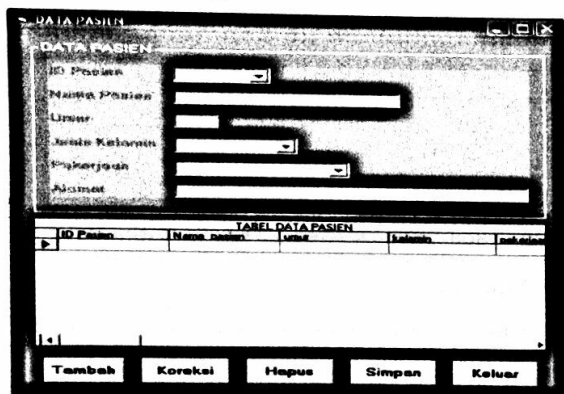 DATA PASIEN
DATA PASIEN
ID Pasien
Nama Pasien
Umur
Jenis Kelamin
Pekerjaan
Alamat
TABEL DATA PASIEN
ID Pasien Nama pasien umur kelamin pekerjaa
Tambah Koreksi Hapus Simpan Keluar